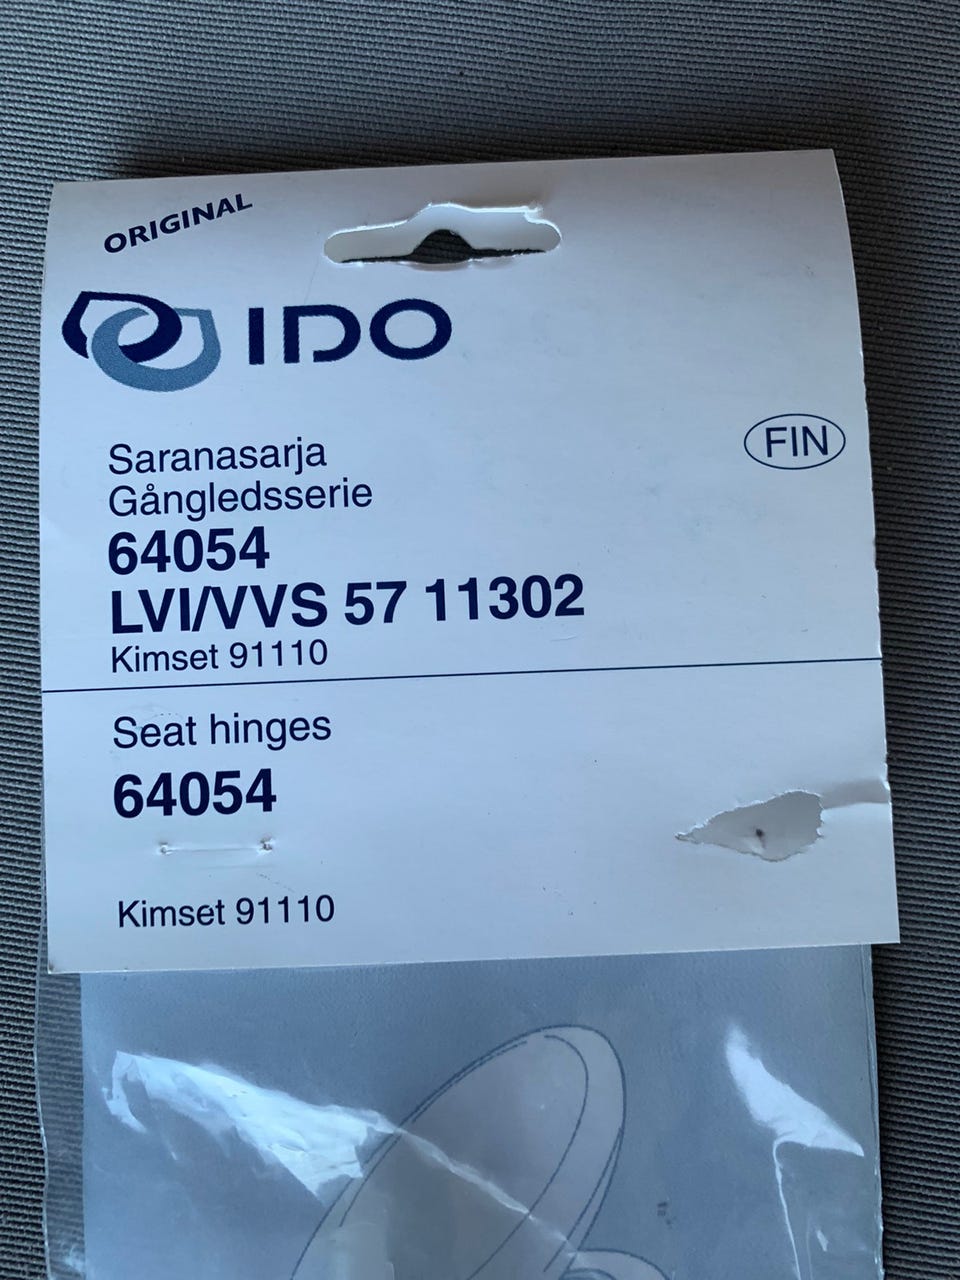 ORIGINAL
IDO
FIN
Saranasarja
Gångledsserie
64054
LVI/VVS 57 11302
Kimset 91110
Seat hinges
64054
Kimset 91110